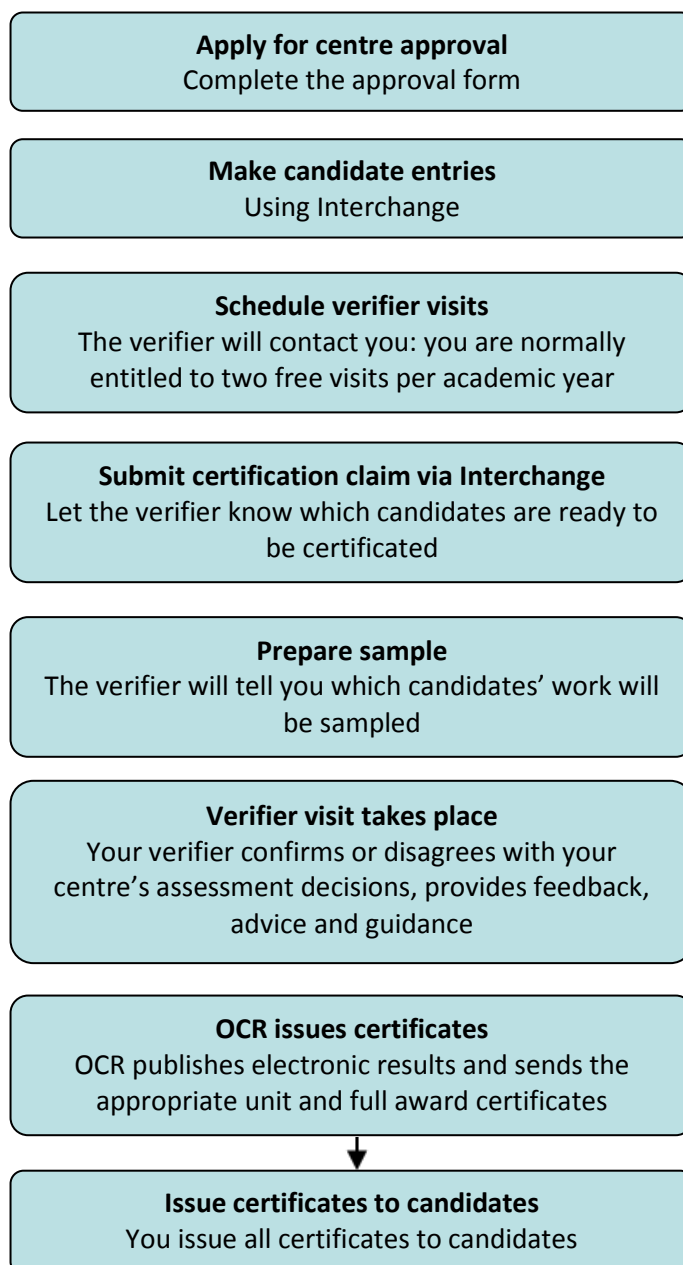 Apply for centre approval
Complete the approval form
Make candidate entries
Using Interchange
Schedule verifier visits
The verifier will contact you: you are normally
entitled to two free visits per academic year
Submit certification claim via Interchange
Let the verifier know which candidates are ready to
be certificated
Prepare sample
The verifier will tell you which candidates’ work will
be sampled
Verifier visit takes place
Your verifier confirms or disagrees with your
centre’s assessment decisions, provides feedback,
advice and guidance
OCR issues certificates
OCR publishes electronic results and sends the
appropriate unit and full award certificates
Issue certificates to candidates
You issue all certificates to candidates